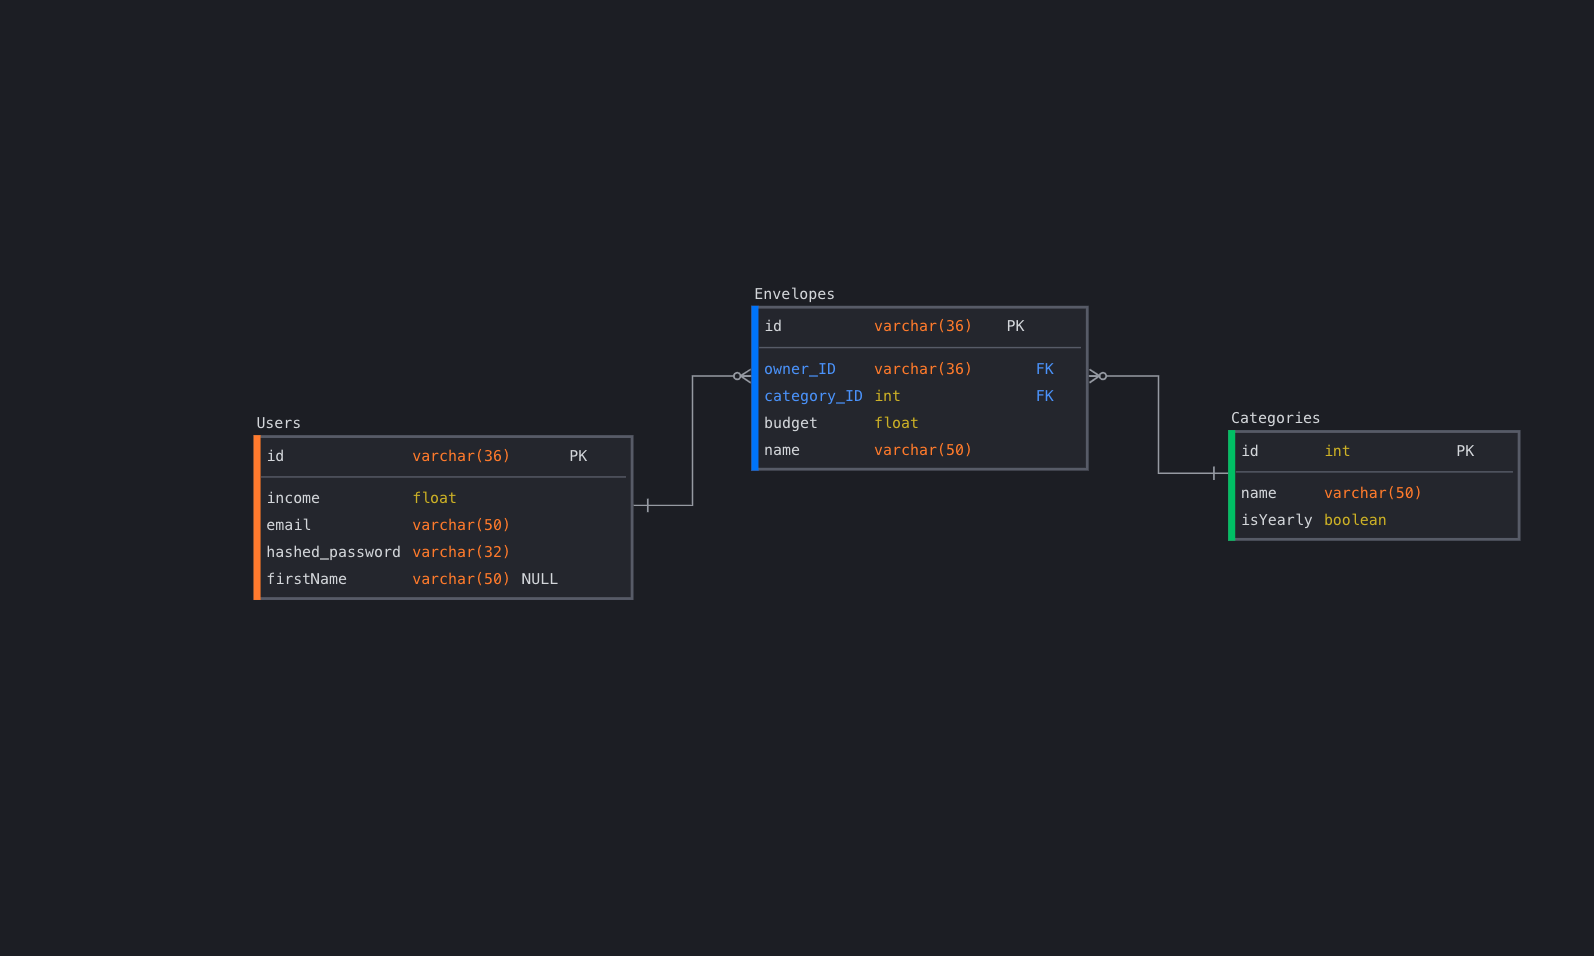 Users
id varchar(36) PK
income float
email varchar(50)
hashed_password varchar(32)
firstName varchar(50) NULL
Envelopes
id varchar(36) PK
owner_ID varchar(36) FK
category_ID int FK
budget float
name varchar(50)
Categories
id int PK
name varchar(50)
isYearly boolean